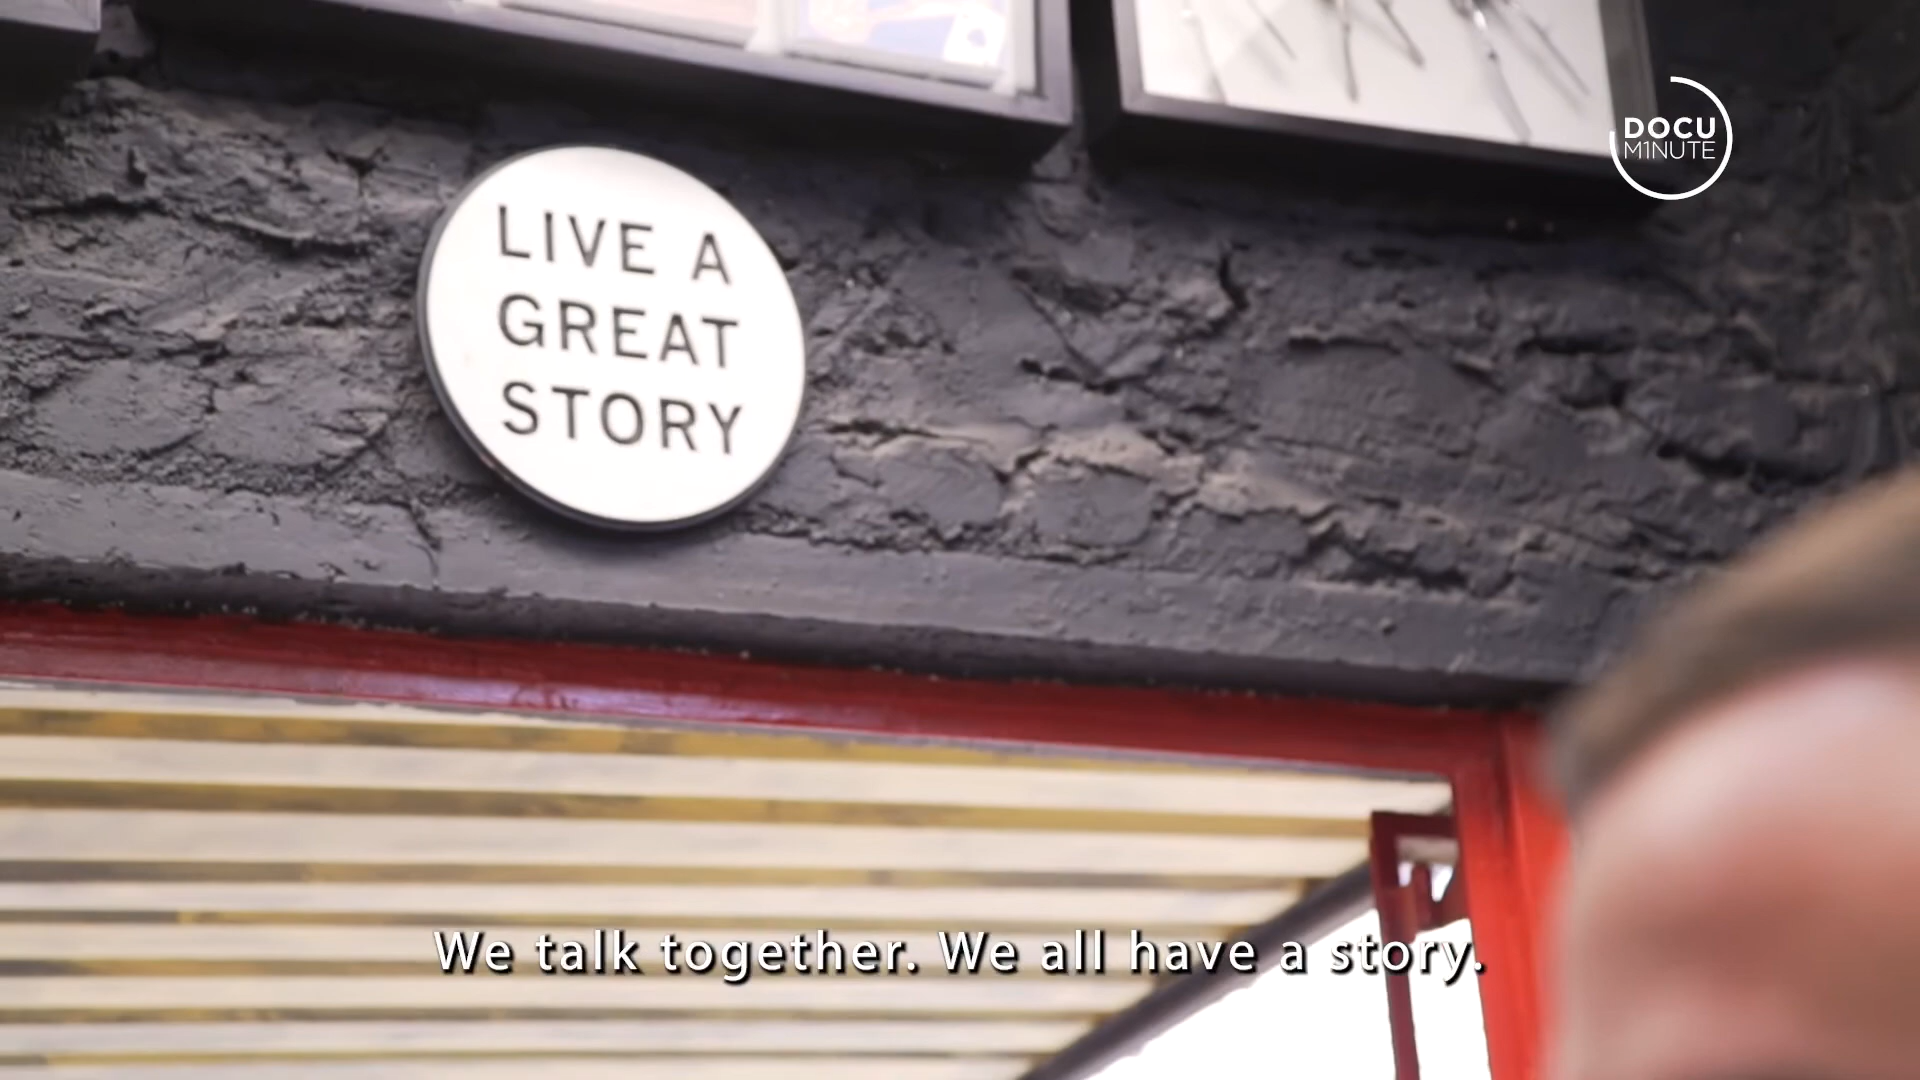 DOCU
M1NUTE
LIVE A
GREAT
STORY
We talk together. We all have a story.